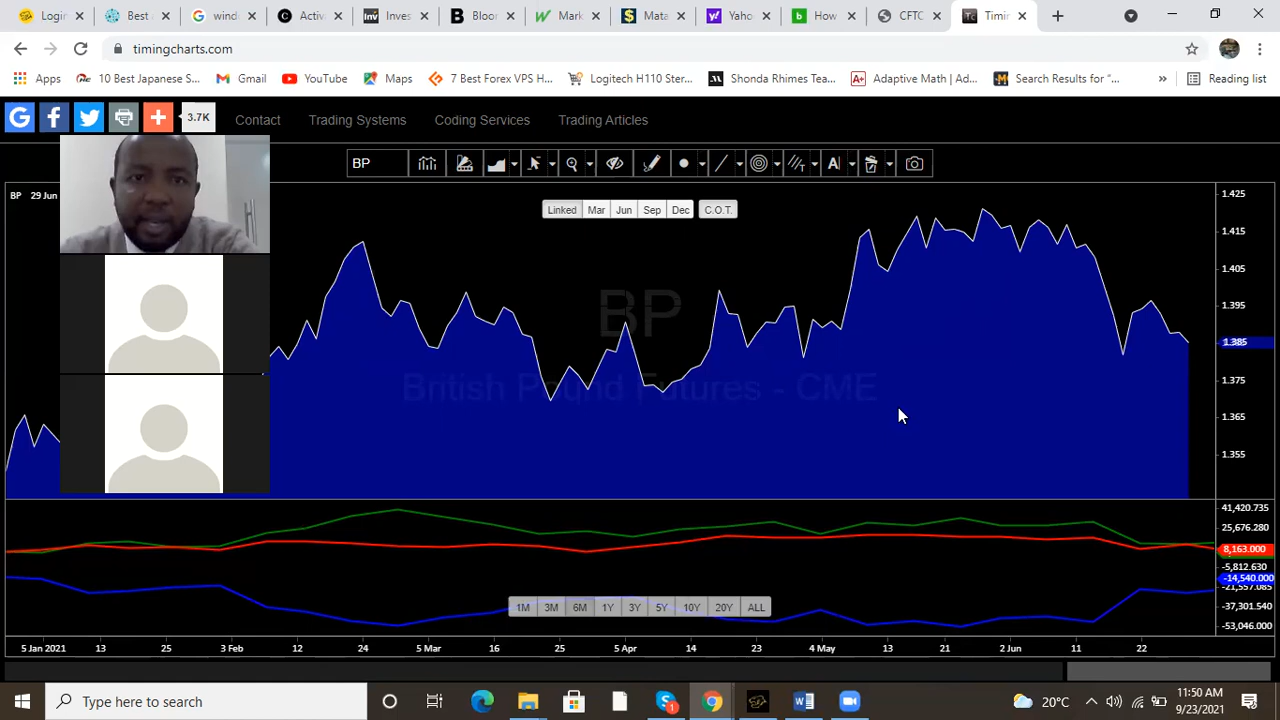 Login
Best
wind
Activ
Inves
Bloor
Mark
Mata
Yaho
How
CFTC
Timir
timingcharts.com
Apps
10 Best Japanese S...
Gmail
YouTube
Maps
7 Best Forex VPS H...
Logitech H110 Ster...
Shonda Rhimes Tea...
Adaptive Math | Ad...
Search Results for “...
Reading list
3.7K
Contact
Trading Systems
Coding Services
Trading Articles
BP
BP 29 Jun
Linked Mar Jun Sep Dec C.O.T.
BP
British Pound Futures - CME
1.425
1.415
1.405
1.395
1.385
1.375
1.365
1.355
41,420.735
25,676.280
8,163.000
-5,812.630
-14,540.000
-21,557.085
-37,301.540
-53,046.000
1M 3M 6M 1Y 3Y 5Y 10Y 20Y ALL
5 Jan 2021 13 25 3 Feb 12 24 5 Mar 16 25 5 Apr 14 23 4 May 13 21 2 Jun 11 22
Type here to search
20°C
11:50 AM
9/23/2021